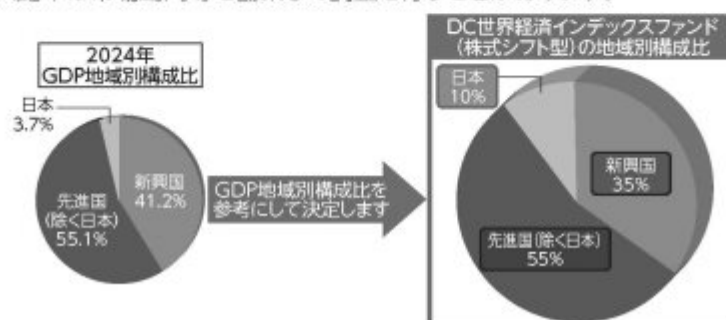 2024年
GDP地域別構成比
日本
3.7%
新興国
41.2%
先進国
(除く日本)
55.1%
GDP地域別構成比を
参考にして決定します
DC世界経済インデックスファンド
(株式シフト型)の地域別構成比
日本
10%
新興国
35%
先進国(除く日本)
55%